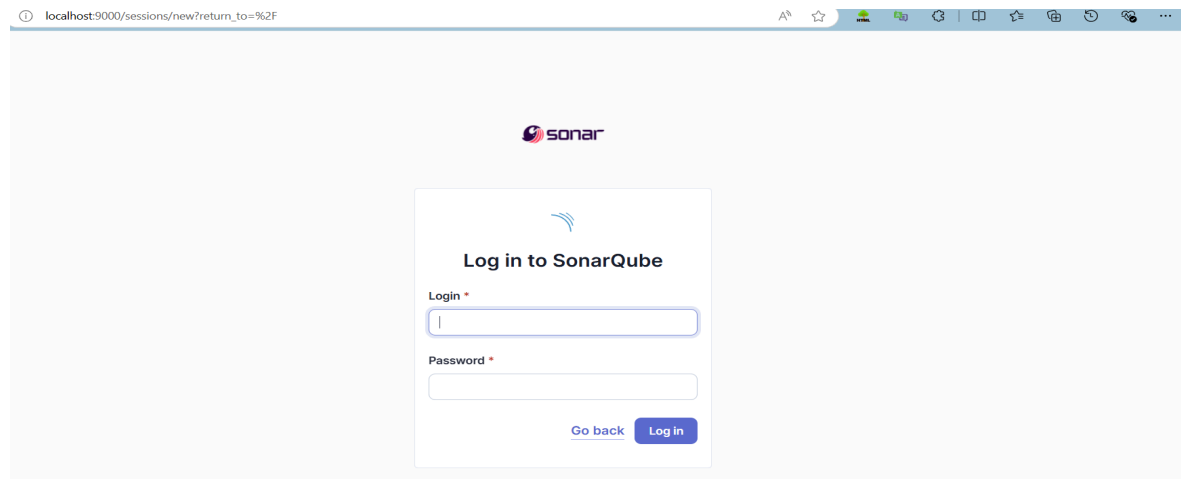 localhost:9000/sessions/new?return_to=%2F
sonar
Log in to SonarQube
Login *
Password *
Go back
Log in